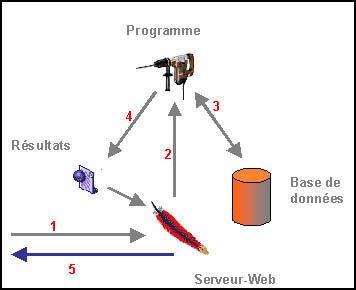 Programme
4
3
Résultats
2
Base de
données
1
5
Serveur-Web